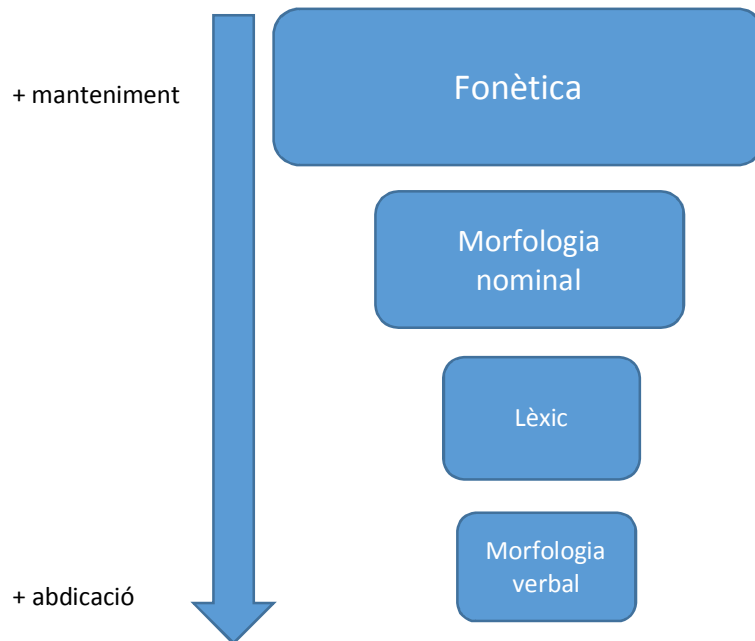 Fonètica
+ manteniment
Morfologia
nominal
Lèxic
Morfologia
verbal
+ abdicació